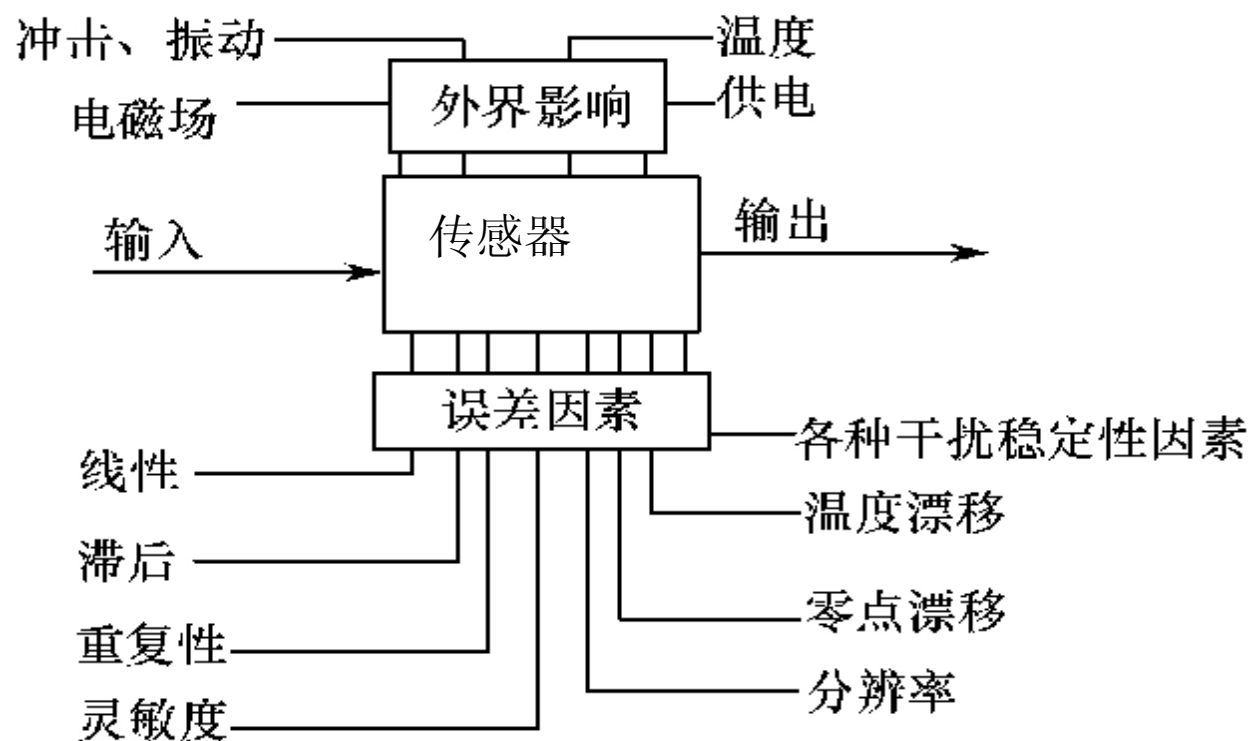 冲击、振动
温度
电磁场
外界影响
供电
输入
传感器
输出
误差因素
各种干扰稳定性因素
线性
温度漂移
滞后
零点漂移
重复性
分辨率
灵敏度